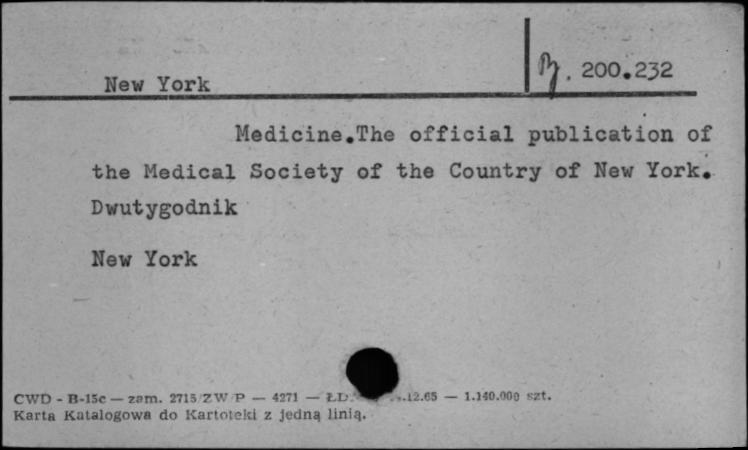 New York
. 200.232
Medicine.The official publication of
the Medical Society of the Country of New York.
Dwutygodnik
New York
CWD - B-15c — zam. 2715/ZW/P — 4271 — ŁD. .12.65 — 1.140.000 szt.
Karta Katalogowa do Kartoteki z jedną linią.